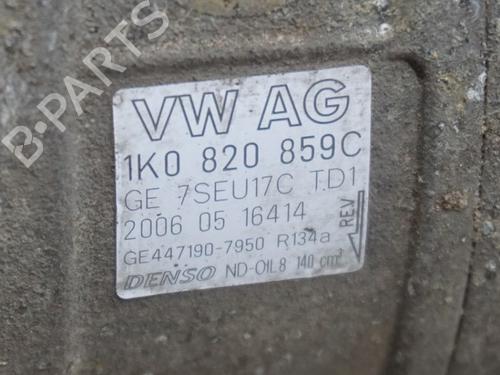 B-PARTS
VW AG
1K0 820 859C
GE 7SEU17C T.D1
2006 05 16414
GE447190-7950 R134a
DENSO ND-OIL8 140 cm³
REV